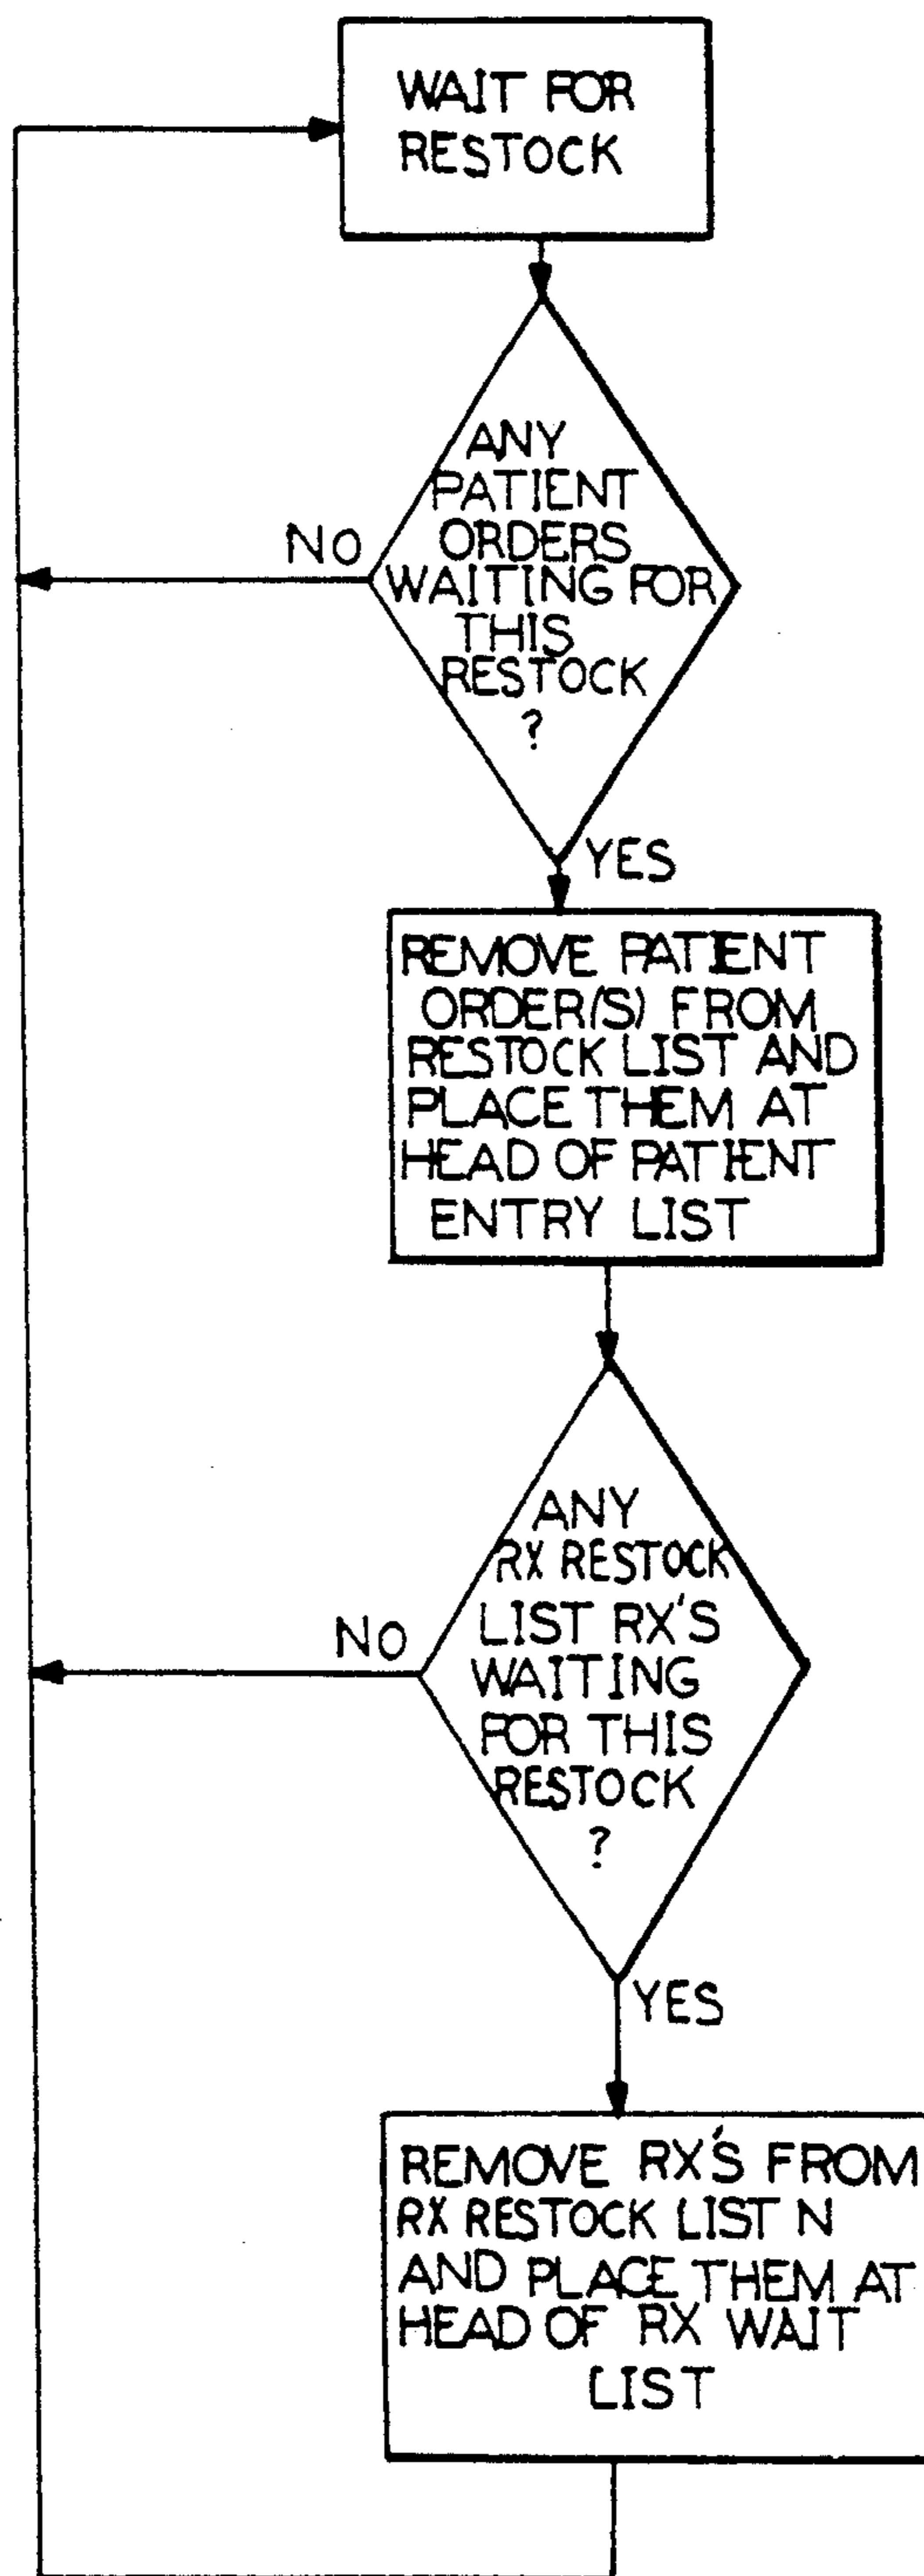 WAIT FOR
RESTOCK
ANY
PATIENT
ORDERS
WAITING FOR
THIS
RESTOCK
?
NO
YES
REMOVE PATIENT
ORDER(S) FROM
RESTOCK LIST AND
PLACE THEM AT
HEAD OF PATIENT
ENTRY LIST
ANY
RX RESTOCK
LIST RX'S
WAITING
FOR THIS
RESTOCK
?
NO
YES
REMOVE RX'S FROM
RX RESTOCK LIST N
AND PLACE THEM AT
HEAD OF RX WAIT
LIST